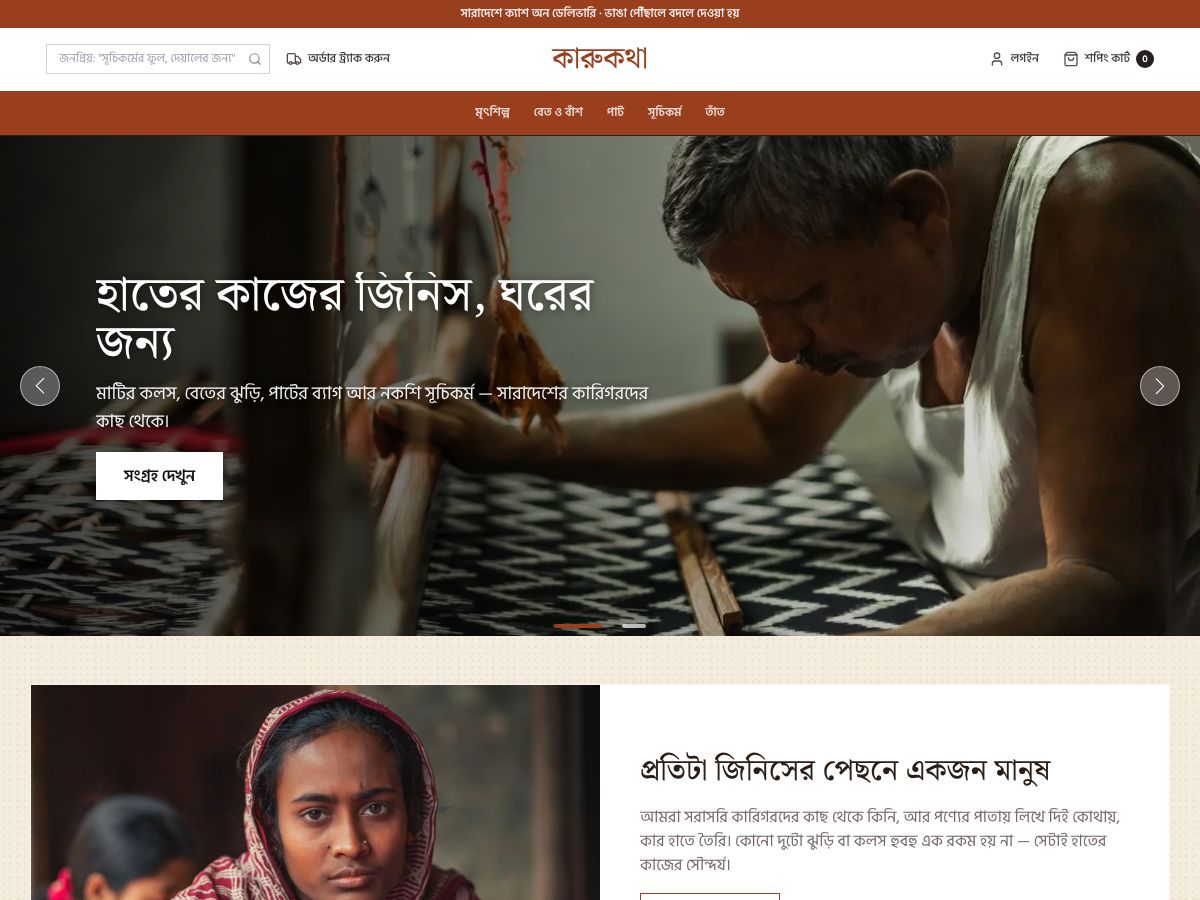 সারাদেশে ক্যাশ অন ডেলিভারি · ভাঙা পৌঁছালে বদলে দেওয়া হয়
জনপ্রিয়: "সূচিকর্মের ফুল, দেয়ালের জন্য"
অর্ডার ট্র্যাক করুন
কারুকথা
লগইন
শপিং কার্ট 0
মৃৎশিল্প বেত ও বাঁশ পাট সূচিকর্ম তাঁত
হাতের কাজের জিনিস, ঘরের
জন্য
মাটির কলস, বেতের ঝুড়ি, পাটের ব্যাগ আর নকশি সূচিকর্ম — সারাদেশের কারিগরদের
কাছ থেকে।
সংগ্রহ দেখুন
প্রতিটা জিনিসের পেছনে একজন মানুষ
আমরা সরাসরি কারিগরদের কাছ থেকে কিনি, আর পণ্যের পাতায় লিখে দিই কোথায়,
কার হাতে তৈরি। কোনো দুটো ঝুড়ি বা কলস হুবহু এক রকম হয় না — সেটাই হাতের
কাজের সৌন্দর্য।